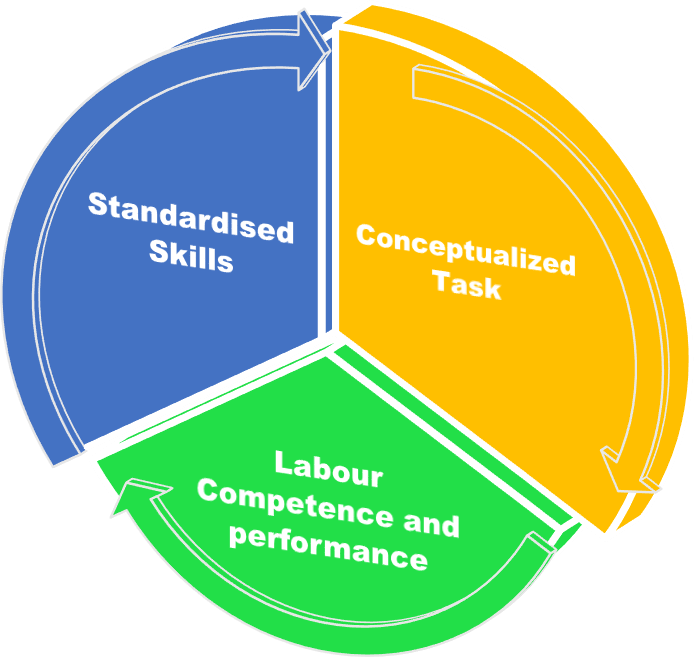 Standardised
Skills
Conceptualized
Task
Labour
Competence and
performance